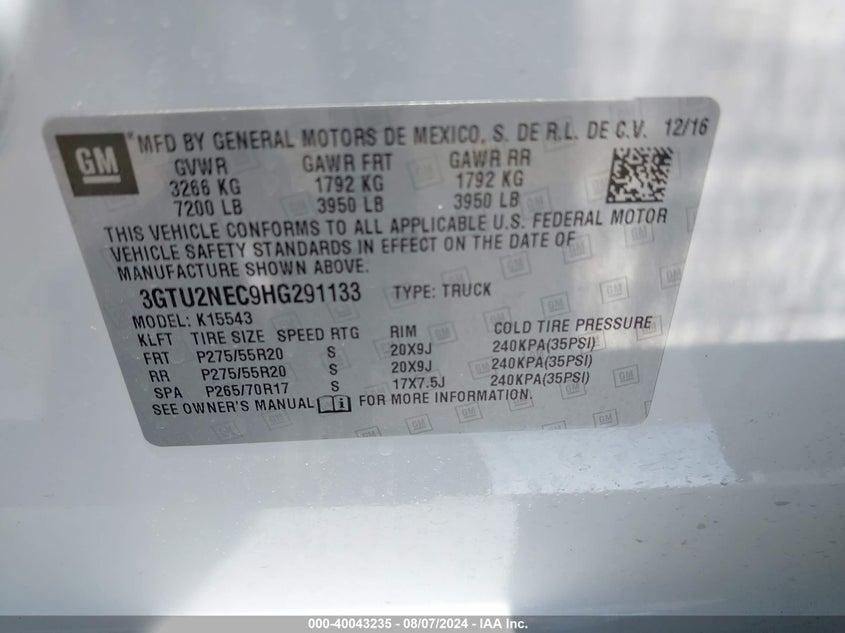 GM MFD BY GENERAL MOTORS DE MEXICO, S. DE R.L. DE C.V. 12/16
GVWR GAWR FRT GAWR RR
3266 KG 1792 KG 1792 KG
7200 LB 3950 LB 3950 LB
THIS VEHICLE CONFORMS TO ALL APPLICABLE U.S. FEDERAL MOTOR
VEHICLE SAFETY STANDARDS IN EFFECT ON THE DATE OF
MANUFACTURE SHOWN ABOVE.
3GTU2NEC9HG291133 TYPE: TRUCK
MODEL: K15543
KLFT TIRE SIZE SPEED RTG RIM COLD TIRE PRESSURE
FRT P275/55R20 S 20X9J 240KPA(35PSI)
RR P275/55R20 S 20X9J 240KPA(35PSI)
SPA P265/70R17 S 17X7.5J 240KPA(35PSI)
SEE OWNER'S MANUAL FOR MORE INFORMATION.
000-40043235 - 08/07/2024 - IAA Inc.